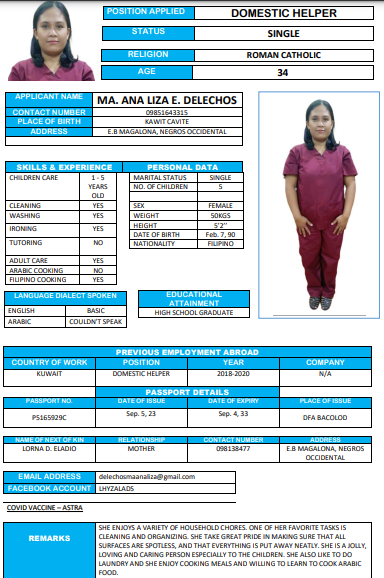 POSITION APPLIED DOMESTIC HELPER
STATUS SINGLE
RELIGION ROMAN CATHOLIC
AGE 34
APPLICANT NAME MA. ANA LIZA E. DELECHOS
CONTACT NUMBER 09851643315
PLACE OF BIRTH KAWIT CAVITE
ADDRESS E.B MAGALONA, NEGROS OCCIDENTAL
SKILLS & EXPERIENCE PERSONAL DATA
CHILDREN CARE 1 - 5 MARITAL STATUS SINGLE
YEARS NO. OF CHILDREN 5
OLD
CLEANING YES SEX FEMALE
WASHING YES WEIGHT 50KGS
IRONING YES HEIGHT 5'2"
DATE OF BIRTH Feb. 7, 90
TUTORING NO NATIONALITY FILIPINO
ADULT CARE YES
ARABIC COOKING NO
FILIPINO COOKING YES
LANGUAGE DIALECT SPOKEN
ENGLISH BASIC
ARABIC COULDN'T SPEAK
EDUCATIONAL
ATTAINMENT
HIGH SCHOOL GRADUATE
PREVIOUS EMPLOYMENT ABROAD
COUNTRY OF WORK POSITION YEAR COMPANY
KUWAIT DOMESTIC HELPER 2018-2020 N/A
PASSPORT DETAILS
PASSPORT NO. DATE OF ISSUE DATE OF EXPIRY PLACE OF ISSUE
P5165929C Sep. 5, 23 Sep. 4, 33 DFA BACOLOD
NAME OF NEXT OF KIN RELATIONSHIP CONTACT NUMBER ADDRESS
LORNA D. ELADIO MOTHER 098138477 E.B MAGALONA, NEGROS
OCCIDENTAL
EMAIL ADDRESS delechosmaanaliza@gmail.com
FACEBOOK ACCOUNT LHYZALADS
COVID VACCINE – ASTRA
REMARKS
SHE ENJOYS A VARIETY OF HOUSEHOLD CHORES. ONE OF HER FAVORITE TASKS IS
CLEANING AND ORGANIZING. SHE TAKE GREAT PRIDE IN MAKING SURE THAT ALL
SURFACES ARE SPOTLESS, AND THAT EVERYTHING IS PUT AWAY NEATLY. SHE IS A JOLLY,
LOVING AND CARING PERSON ESPECIALLY TO THE CHILDREN. SHE ALSO LIKE TO DO
LAUNDRY AND SHE ENJOY COOKING MEALS AND WILLING TO LEARN TO COOK ARABIC
FOOD.